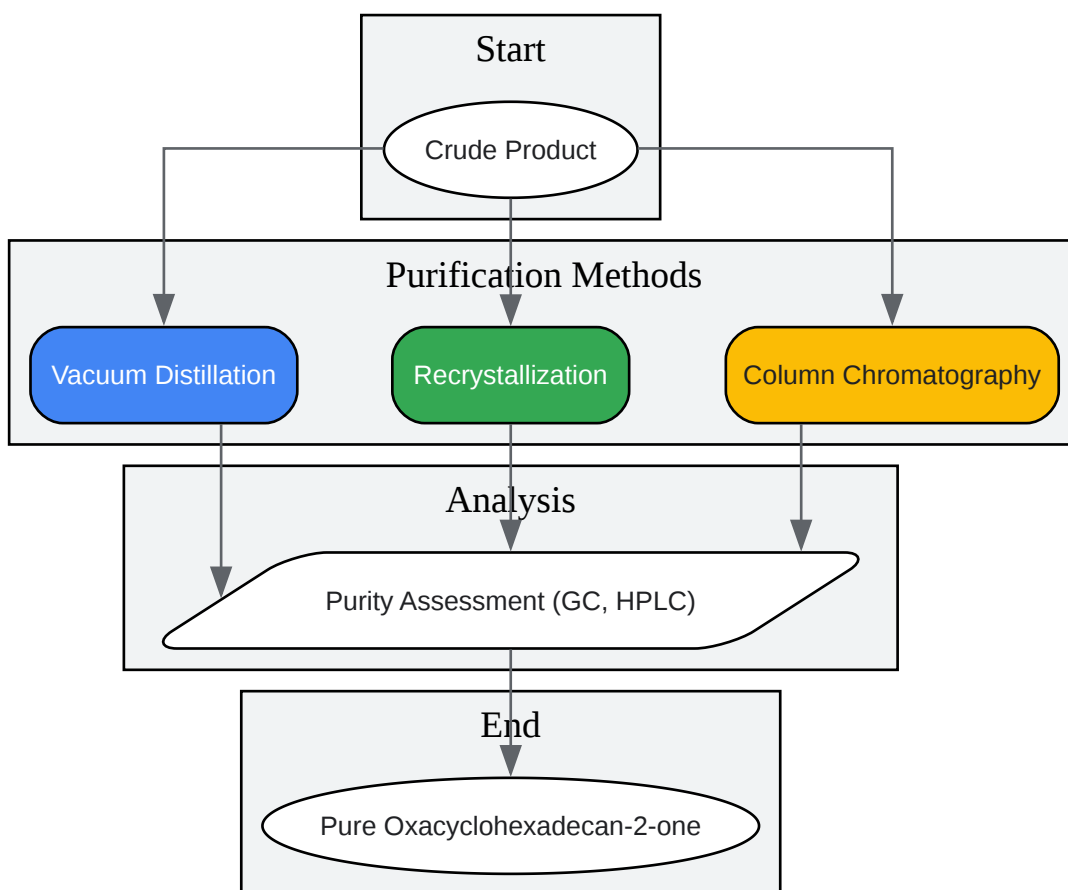 Start
Crude Product
Purification Methods
Vacuum Distillation
Recrystallization
Column Chromatography
Analysis
Purity Assessment (GC, HPLC)
End
Pure Oxacyclohexadecan-2-one